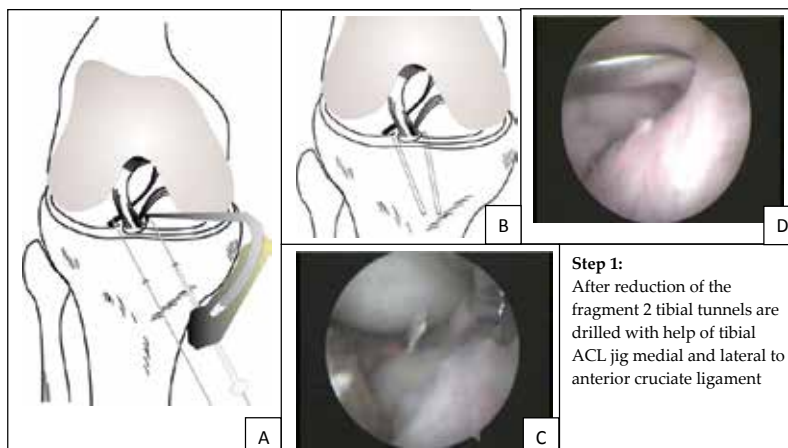 A
B
C
D
Step 1:
After reduction of the
fragment 2 tibial tunnels are
drilled with help of tibial
ACL jig medial and lateral to
anterior cruciate ligament